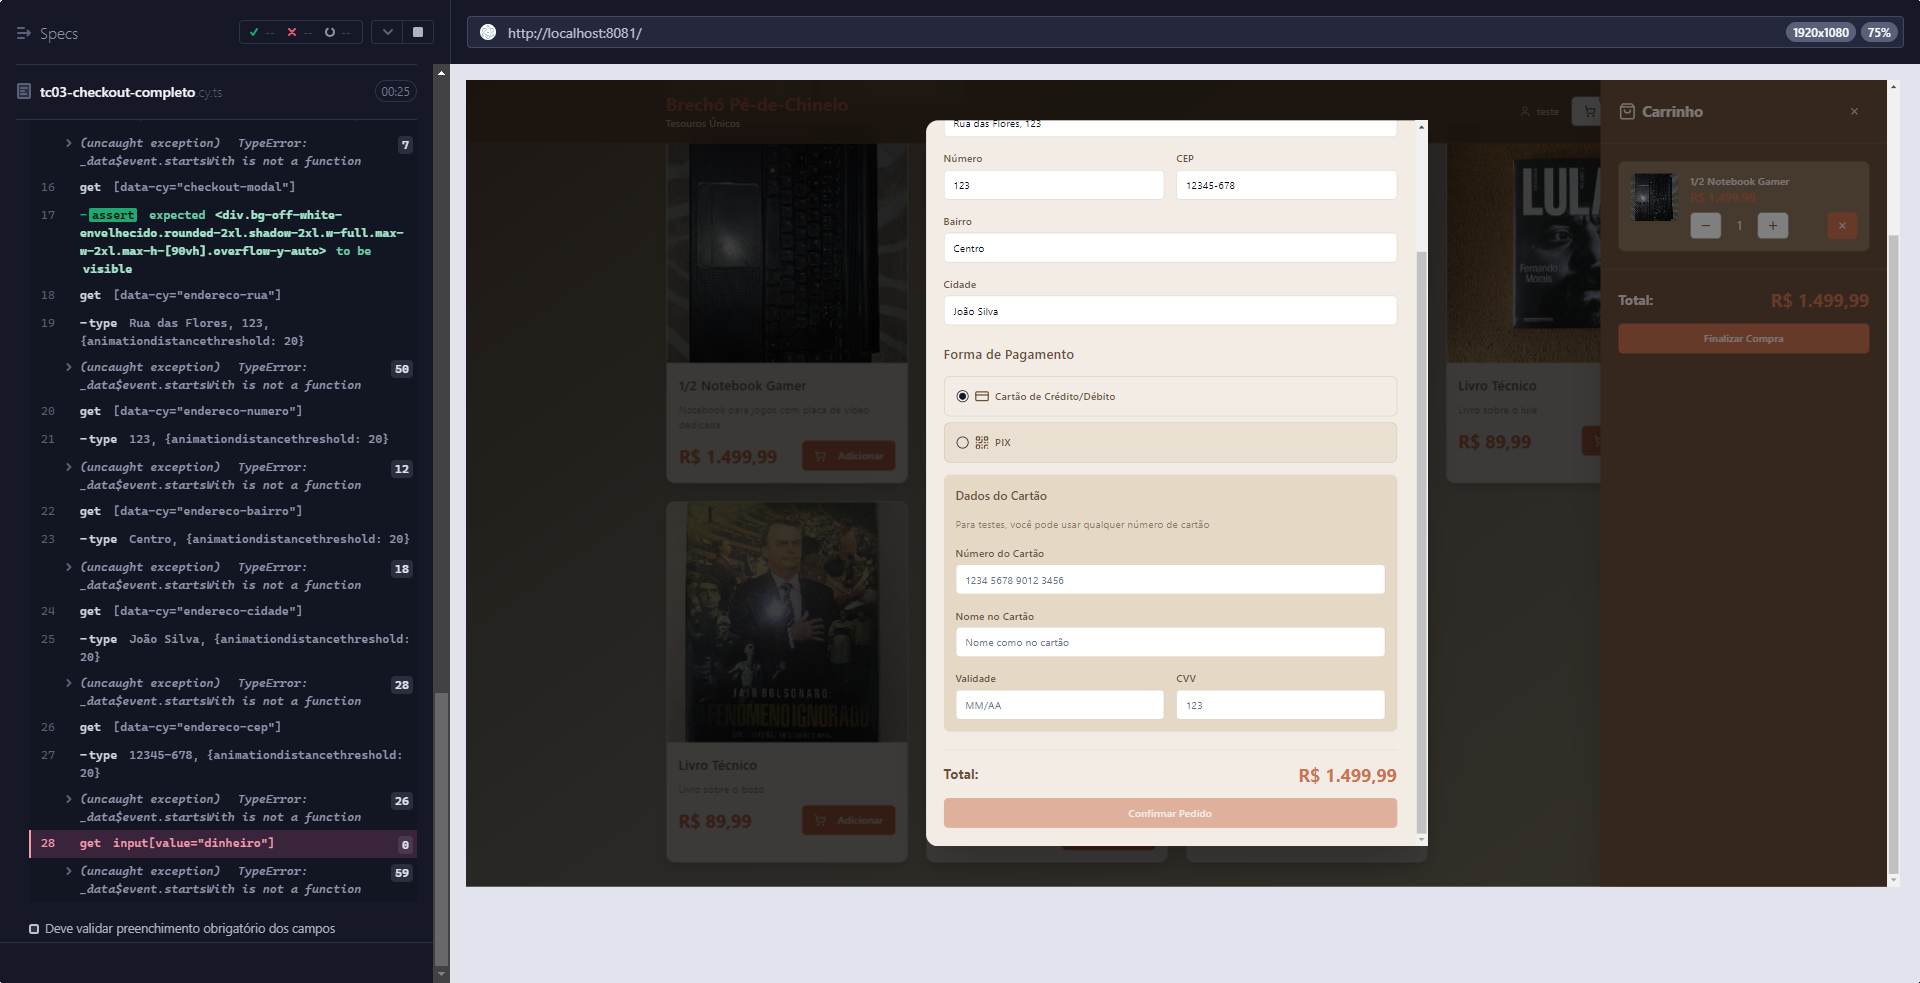 Specs
-- -- --
tc03-checkout-completo.cy.ts
00:25
(uncaught exception) TypeError: 7
_data$event.startsWith is not a function
16 get [data-cy="checkout-modal"]
17 -assert expected <div.bg-off-white-
envelhecido.rounded-2xl.shadow-2xl.w-full.max-
w-2xl.max-h-[90vh].overflow-y-auto> to be
visible
18 get [data-cy="endereco-rua"]
19 -type Rua das Flores, 123,
{animationdistancethreshold: 20}
(uncaught exception) TypeError: 50
_data$event.startsWith is not a function
20 get [data-cy="endereco-numero"]
21 -type 123, {animationdistancethreshold: 20}
(uncaught exception) TypeError: 12
_data$event.startsWith is not a function
22 get [data-cy="endereco-bairro"]
23 -type Centro, {animationdistancethreshold: 20}
(uncaught exception) TypeError: 18
_data$event.startsWith is not a function
24 get [data-cy="endereco-cidade"]
25 -type João Silva, {animationdistancethreshold:
20}
(uncaught exception) TypeError: 28
_data$event.startsWith is not a function
26 get [data-cy="endereco-cep"]
27 -type 12345-678, {animationdistancethreshold:
20}
(uncaught exception) TypeError: 26
_data$event.startsWith is not a function
28 get input[value="dinheiro"] 0
(uncaught exception) TypeError: 59
_data$event.startsWith is not a function
Deve validar preenchimento obrigatório dos campos
http://localhost:8081/
1920x1080 75%
Brechó Pé-de-Chinelo
Tesouros Únicos
teste
1/2 Notebook Gamer
Notebook para jogos com placa de vídeo
dedicada
R$ 1.499,99 Adicionar
JAIR BOLSONARO:
O FENÔMENO IGNORADO
Livro Técnico
Livro sobre o bozo
R$ 89,99 Adicionar
Rua das Flores, 123
Número CEP
123 12345-678
Bairro
Centro
Cidade
João Silva
Forma de Pagamento
Cartão de Crédito/Débito
PIX
Dados do Cartão
Para testes, você pode usar qualquer número de cartão
Número do Cartão
1234 5678 9012 3456
Nome no Cartão
Nome como no cartão
Validade CVV
MM/AA 123
Total: R$ 1.499,99
Confirmar Pedido
LULA
Fernando
Morais
Livro Técnico
Livro sobre o lule
R$ 89,99
Carrinho
1/2 Notebook Gamer
R$ 1.499,99
1
Total: R$ 1.499,99
Finalizar Compra